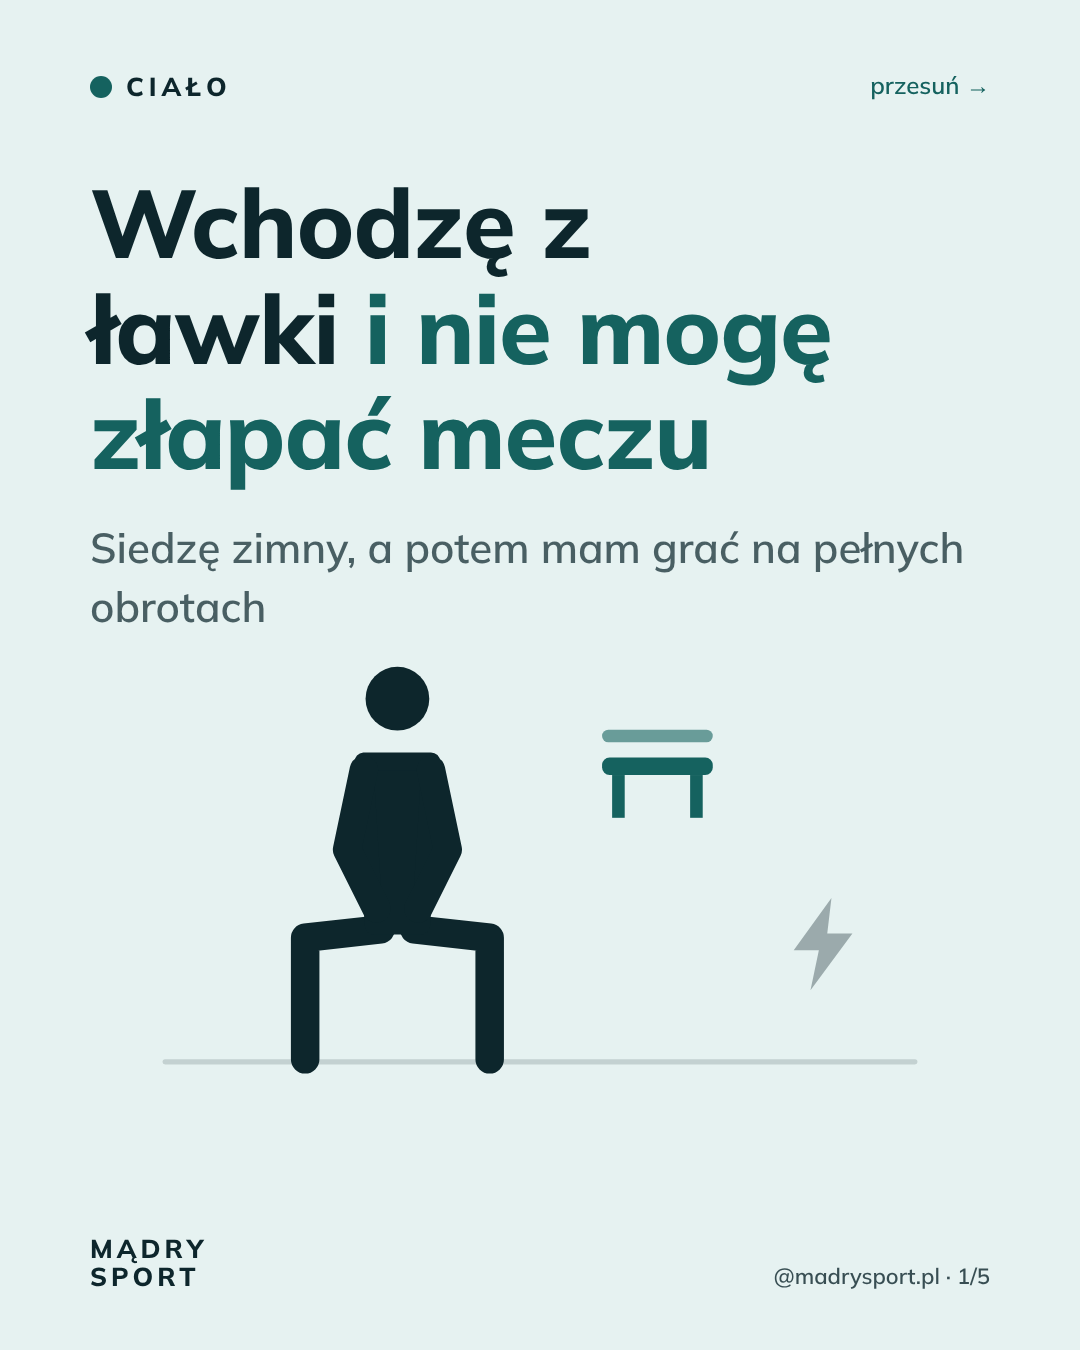 CIAŁO
przesuń →
Wchodzę z
ławki i nie mogę
złapać meczu
Siedzę zimny, a potem mam grać na pełnych
obrotach
MĄDRY
SPORT
@madrysport.pl · 1/5